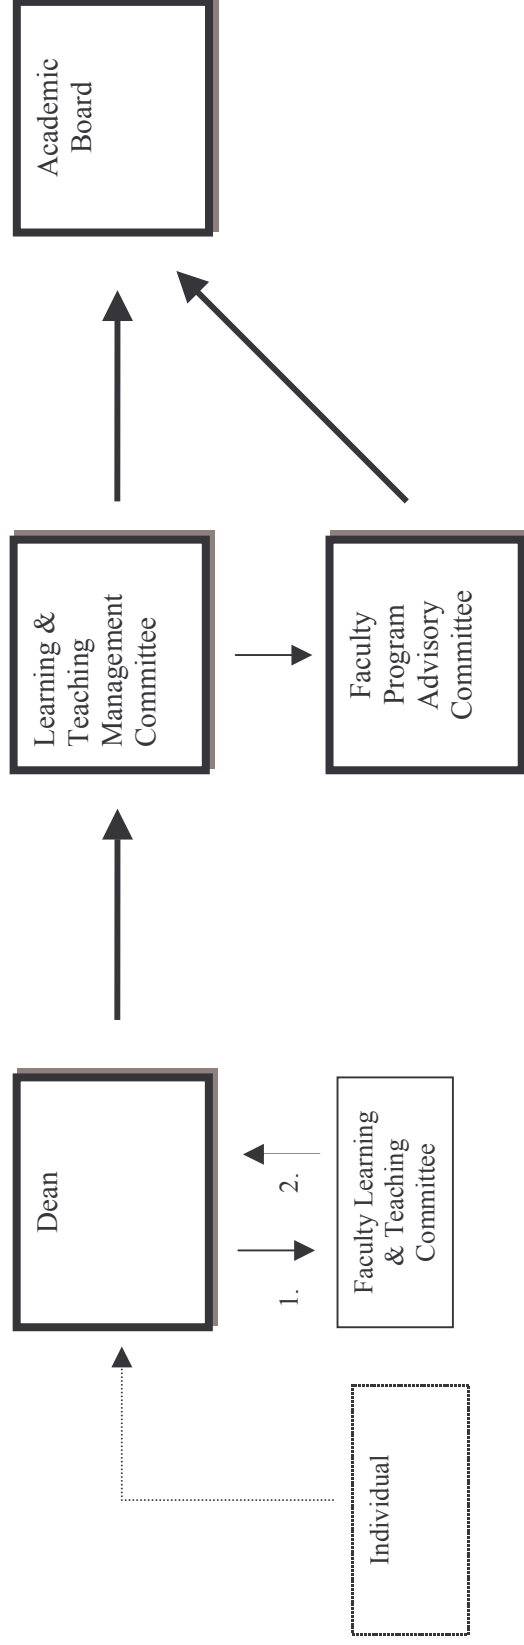 Individual
Dean
1.
2.
Faculty Learning
& Teaching
Committee
Learning &
Teaching
Management
Committee
Faculty
Program
Advisory
Committee
Academic
Board